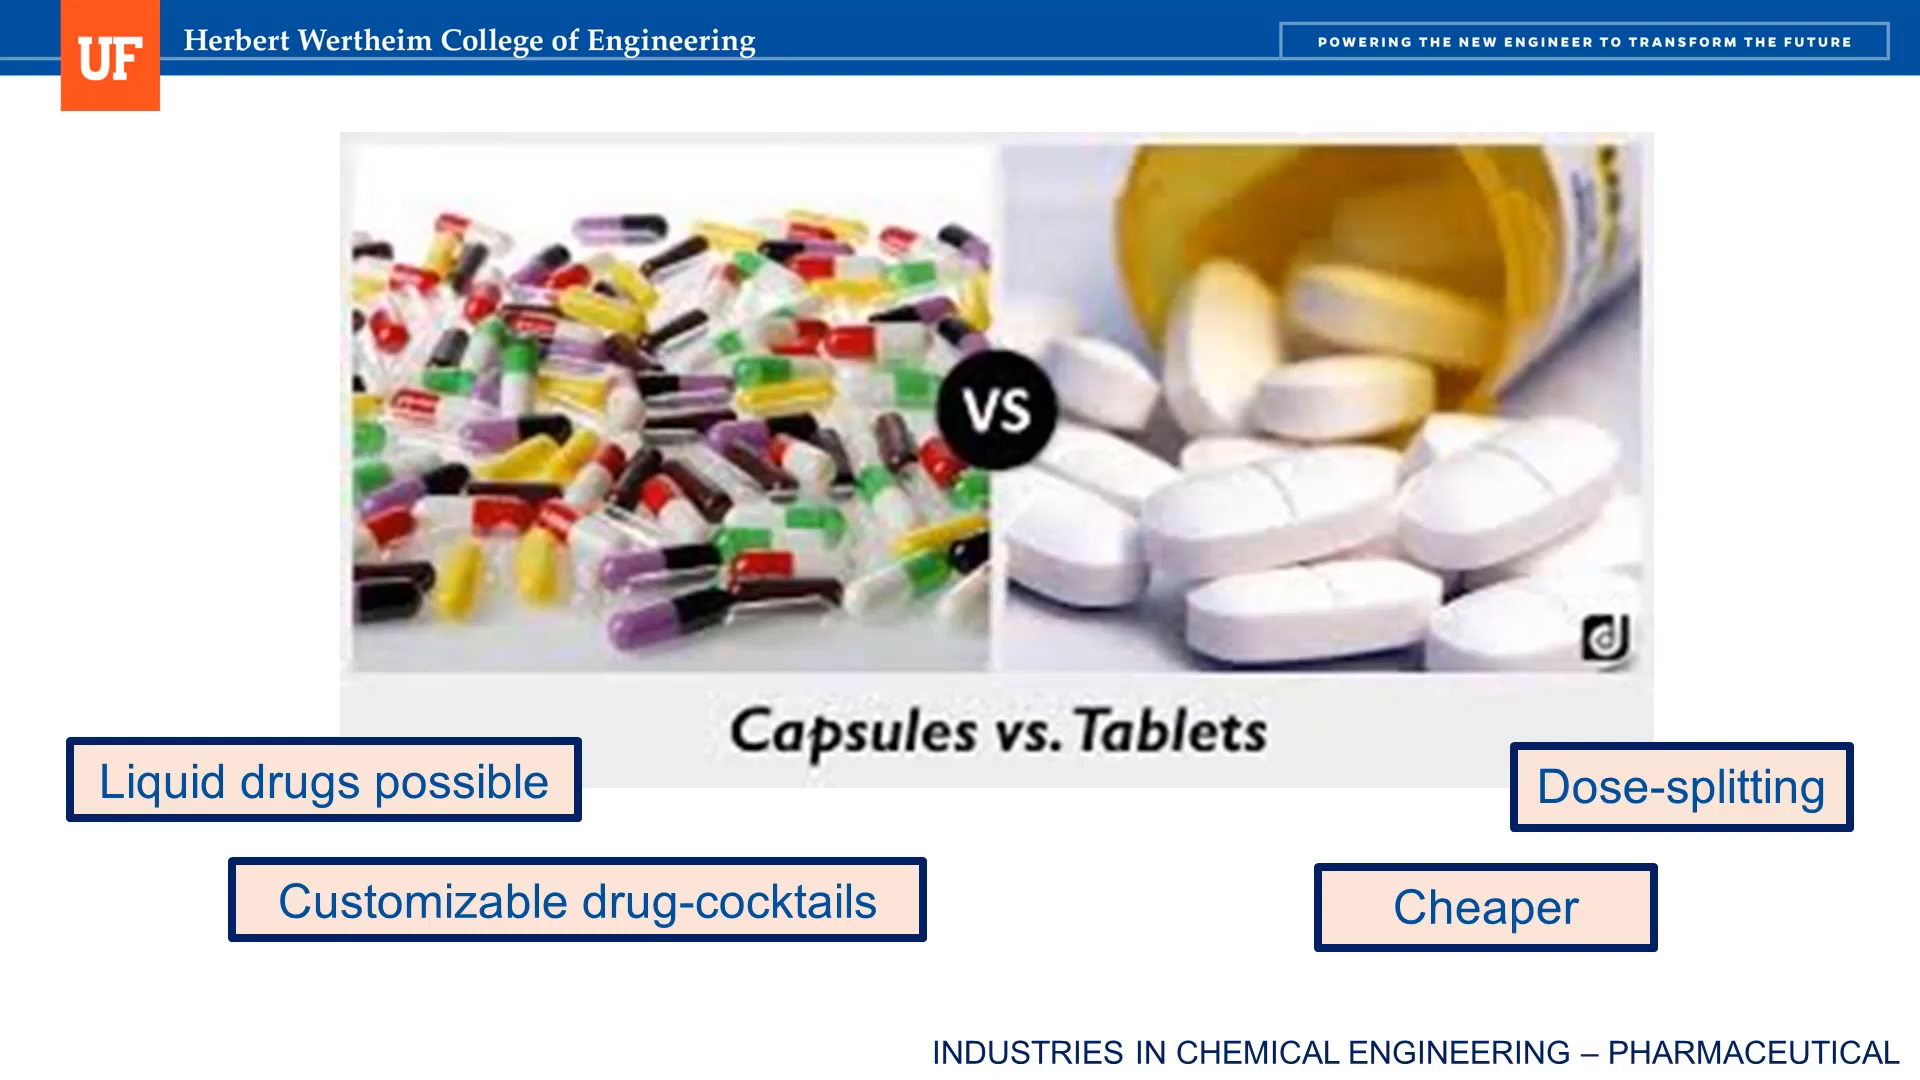 UF
Herbert Wertheim College of Engineering
POWERING THE NEW ENGINEER TO TRANSFORM THE FUTURE
VS
Capsules vs. Tablets
Liquid drugs possible
Dose-splitting
Customizable drug-cocktails
Cheaper
INDUSTRIES IN CHEMICAL ENGINEERING – PHARMACEUTICAL